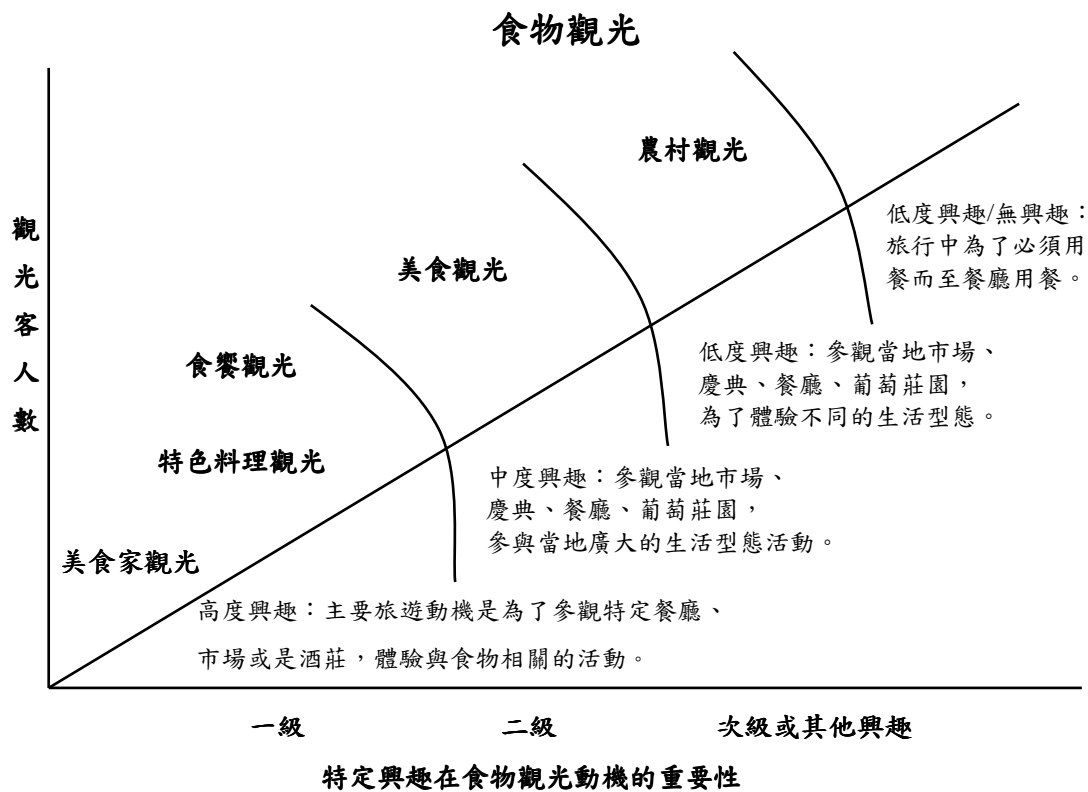 食物觀光
觀光客人數
農村觀光
低度興趣/無興趣：
旅行中為了必須用
餐而至餐廳用餐。
美食觀光
低度興趣：參觀當地市場、
慶典、餐廳、葡萄莊園，
為了體驗不同的生活型態。
食饗觀光
特色料理觀光
中度興趣：參觀當地市場、
慶典、餐廳、葡萄莊園，
參與當地廣大的生活型態活動。
美食家觀光
高度興趣：主要旅遊動機是為了參觀特定餐廳、
市場或是酒莊，體驗與食物相關的活動。
一級 二級 次級或其他興趣
特定興趣在食物觀光動機的重要性